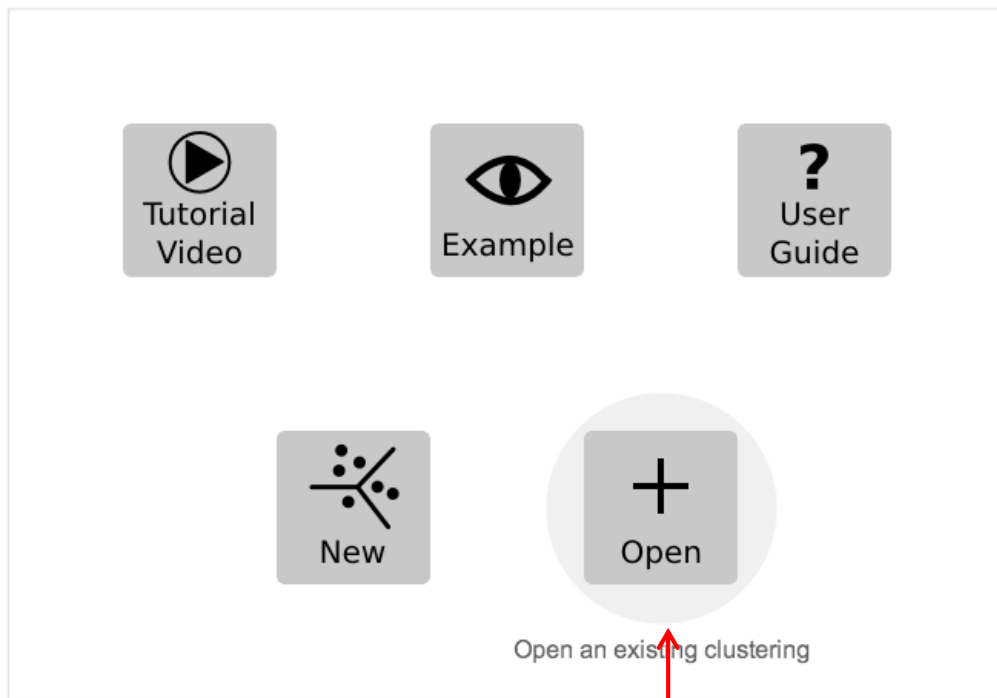 Tutorial
Video
Example
?
User
Guide
New
Open
Open an existing clustering